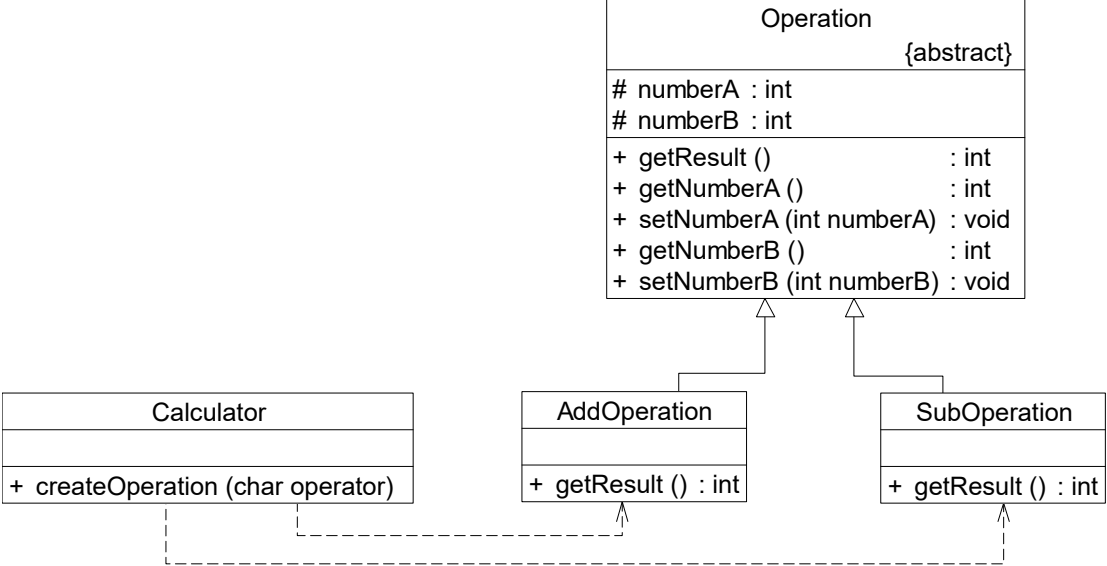 Operation
{abstract}
# numberA : int
# numberB : int
+ getResult () : int
+ getNumberA () : int
+ setNumberA (int numberA) : void
+ getNumberB () : int
+ setNumberB (int numberB) : void
Calculator
+ createOperation (char operator)
AddOperation
+ getResult () : int
SubOperation
+ getResult () : int